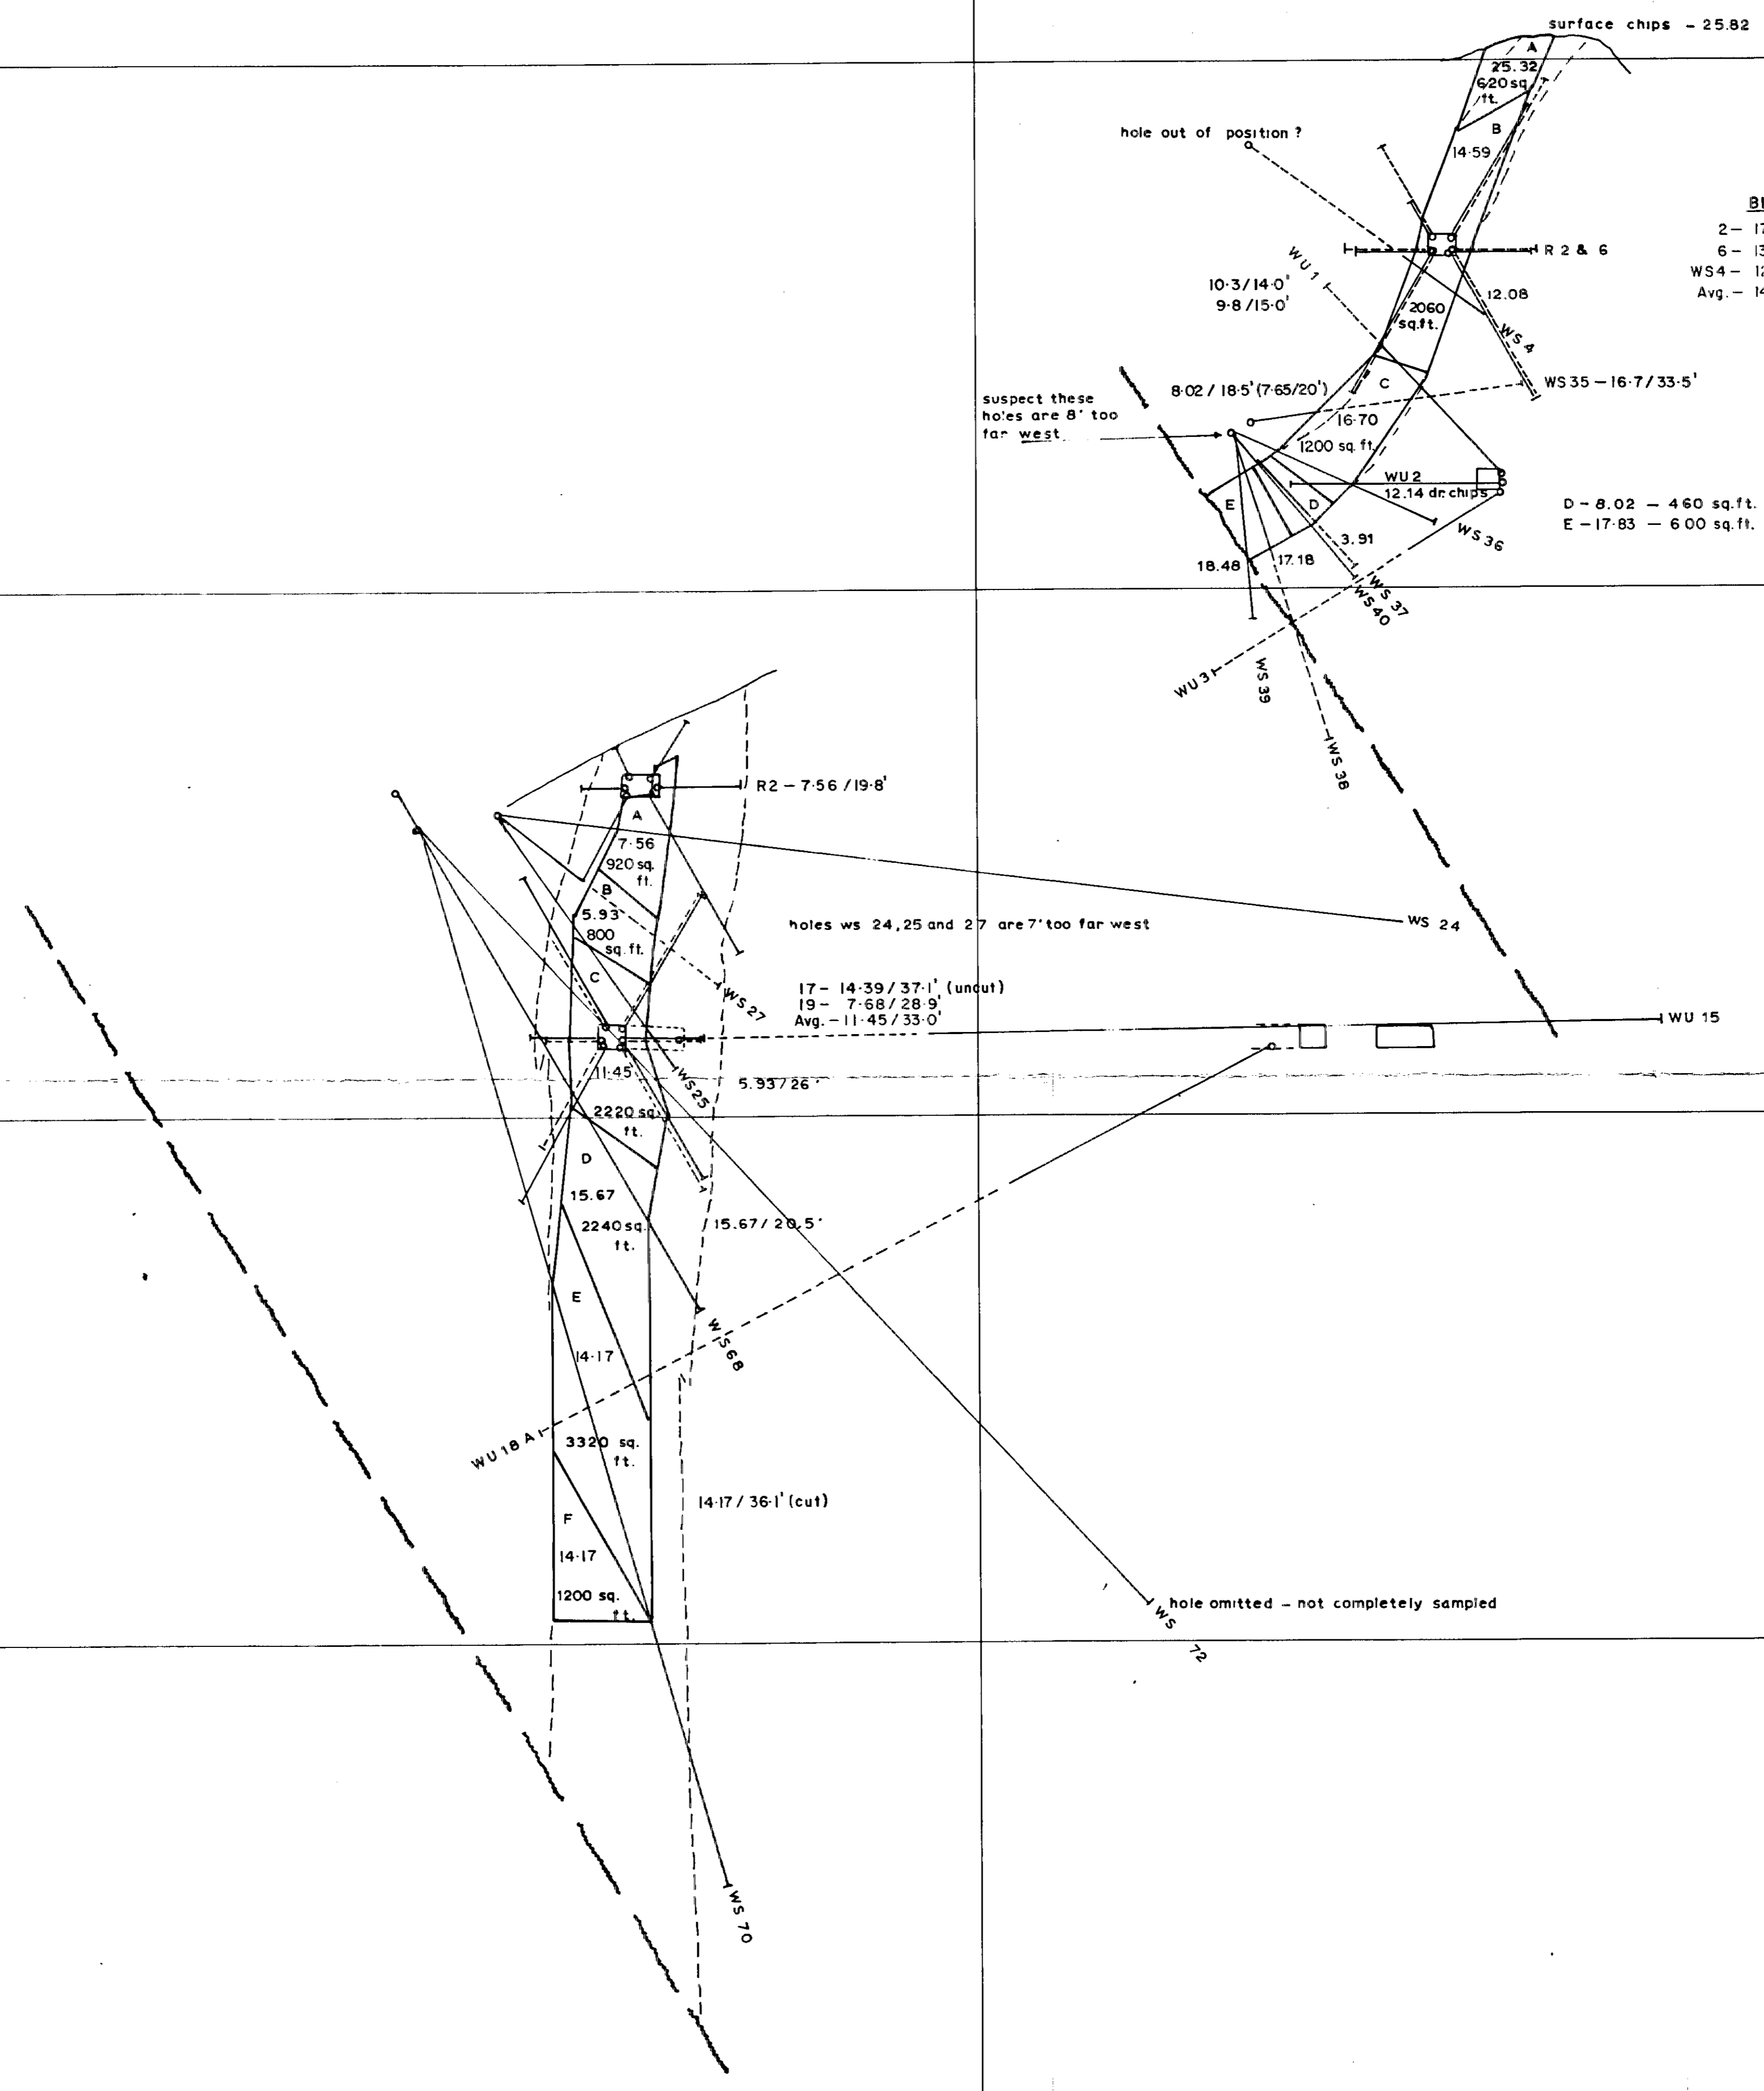 surface chips - 25.82
A
25.32
620 sq
ft.
B
14.59
hole out of position ?
2 -
6 -
WS4 -
Avg. -
R 2 & 6
WU 1
10.3/14.0'
9.8/15.0'
12.08
2060
sq.ft.
WS 4
C
WS35 - 16.7/33.5'
8.02/18.5' (7.65/20')
suspect these
holes are 8' too
far west
16.70
1200 sq. ft.
WU2
12.14 dr. chips
D - 8.02 - 460 sq.ft.
E - 17.83 - 600 sq.ft.
E
D
WS 36
3.91
17.18
18.48
WS 37
WS 40
WU 3
WS 39
WS 38
R2 - 7.56/19.8'
A
7.56
920 sq.
ft.
B
5.93
800
sq. ft.
WS 24
holes ws 24, 25 and 27 are 7' too far west
C
WS 27
17 - 14.39/37.1' (uncut)
19 - 7.68/28.9'
Avg. - 11.45/33.0'
WU 15
11.45
WS 25
5.93/26'
2220 sq.
ft.
D
15.67
2240 sq.
ft.
15.67/20.5'
E
14.17
WS 68
WU 18 A
3320 sq.
ft.
14.17/36.1' (cut)
F
14.17
1200 sq.
ft.
WS 72
hole omitted - not completely sampled
WS 70